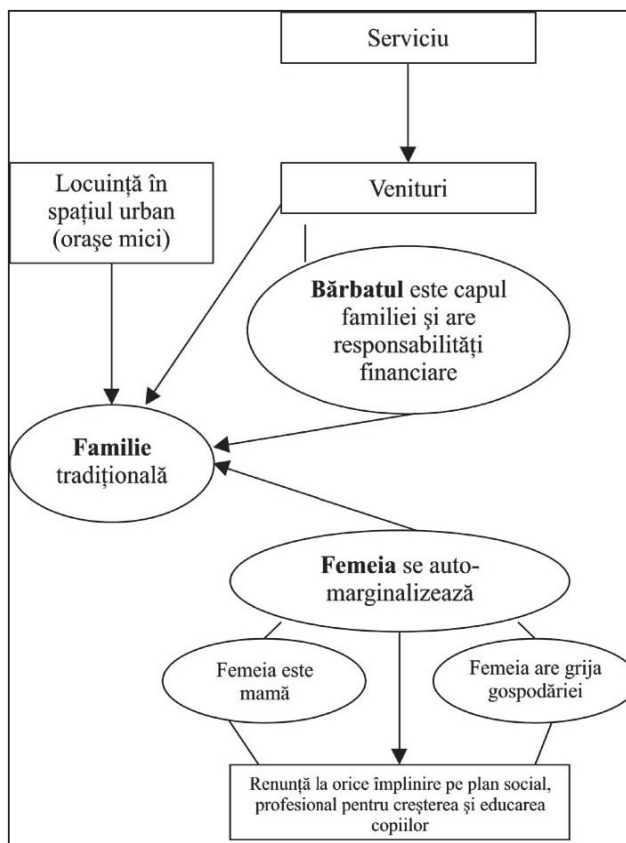 Serviciu
Locuință în
spațiul urban
(orașe mici)
Venituri
Bărbatul este capul
familiei şi are
responsabilități
financiare
Familie
tradițională
Femeia se auto-
marginalizează
Femeia este
mamă
Femeia are grija
gospodăriei
Renunță la orice împlinire pe plan social,
profesional pentru creșterea și educarea
copiilor